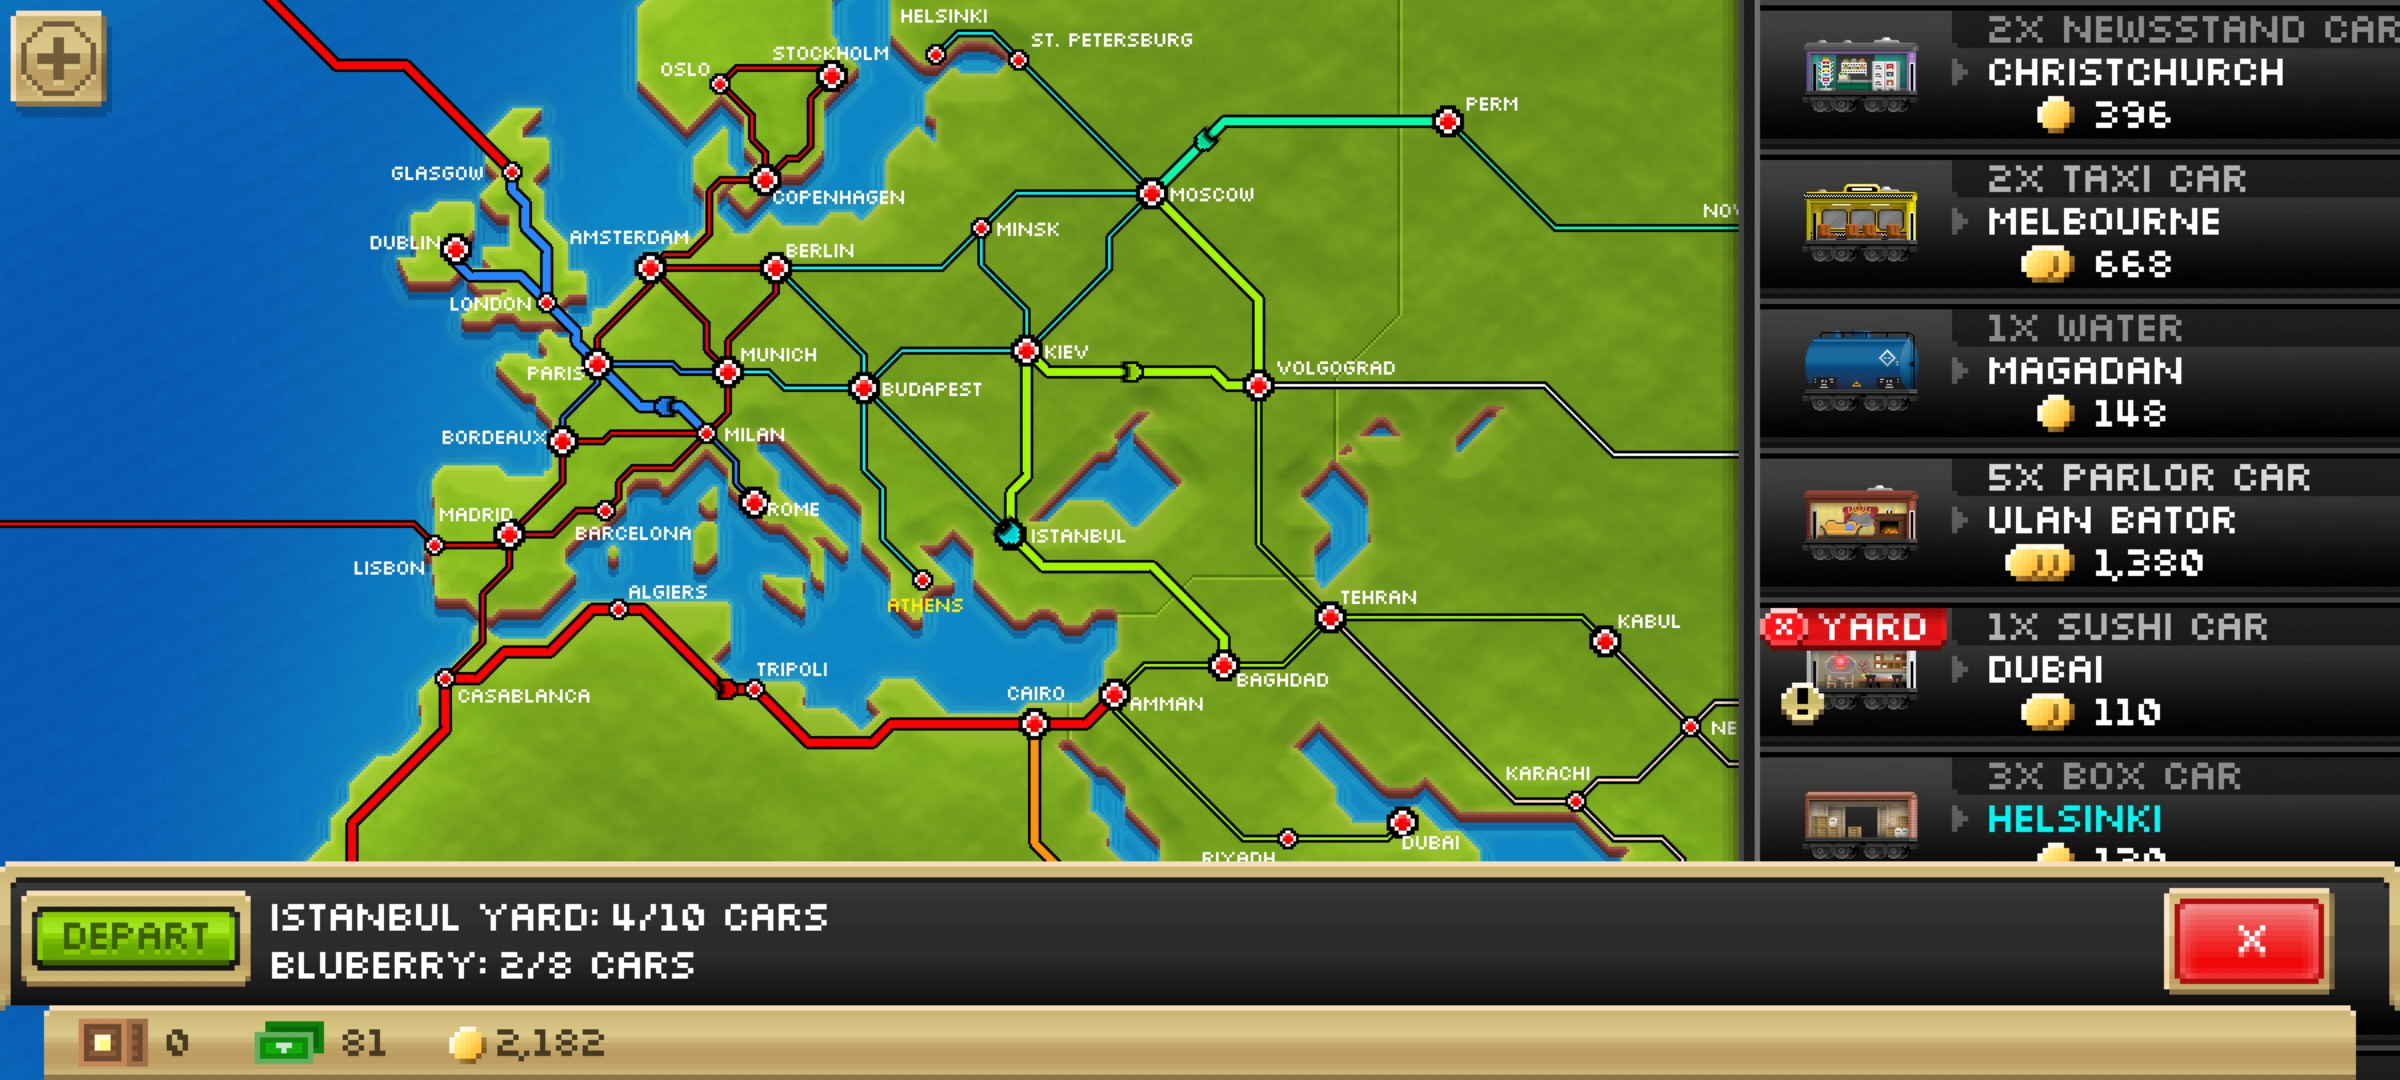 HELSINKI
ST. PETERSBURG
STOCKHOLM
OSLO
PERM
GLASGOW
COPENHAGEN
MOSCOW
MINSK
DUBLIN
AMSTERDAM
BERLIN
LONDON
PARIS
MUNICH
KIEV
VOLGOGRAD
BUDAPEST
BORDEAUX
MILAN
MADRID
BARCELONA
ROME
ISTANBUL
LISBON
ATHENS
ALGIERS
TEHRAN
KABUL
TRIPOLI
CASABLANCA
CAIRO
AMMAN
BAGHDAD
KARACHI
DUBAI
RIYADH
NOV
NE
2X NEWSSTAND CAR
CHRISTCHURCH
396
2X TAXI CAR
MELBOURNE
668
1X WATER
MAGADAN
148
5X PARLOR CAR
ULAN BATOR
1,380
X YARD
1X SUSHI CAR
DUBAI
110
3X BOX CAR
HELSINKI
DEPART
ISTANBUL YARD: 4/10 CARS
BLUBERRY: 2/8 CARS
X
0
81
2,182